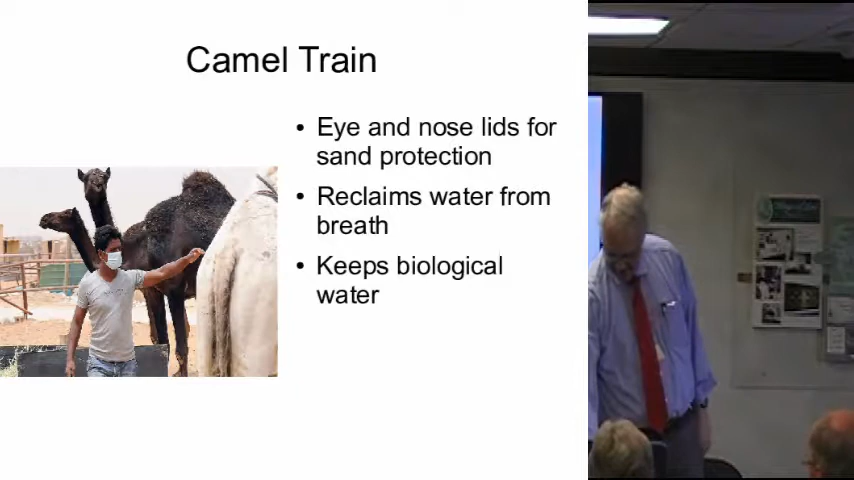 Camel Train
• Eye and nose lids for
sand protection
• Reclaims water from
breath
• Keeps biological
water